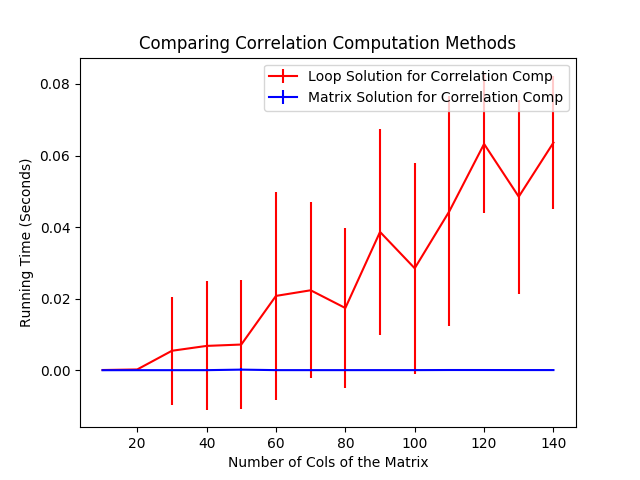 Comparing Correlation Computation Methods
Loop Solution for Correlation Comp
Matrix Solution for Correlation Comp
Running Time (Seconds)
0.08
0.06
0.04
0.02
0.00
20 40 60 80 100 120 140
Number of Cols of the Matrix